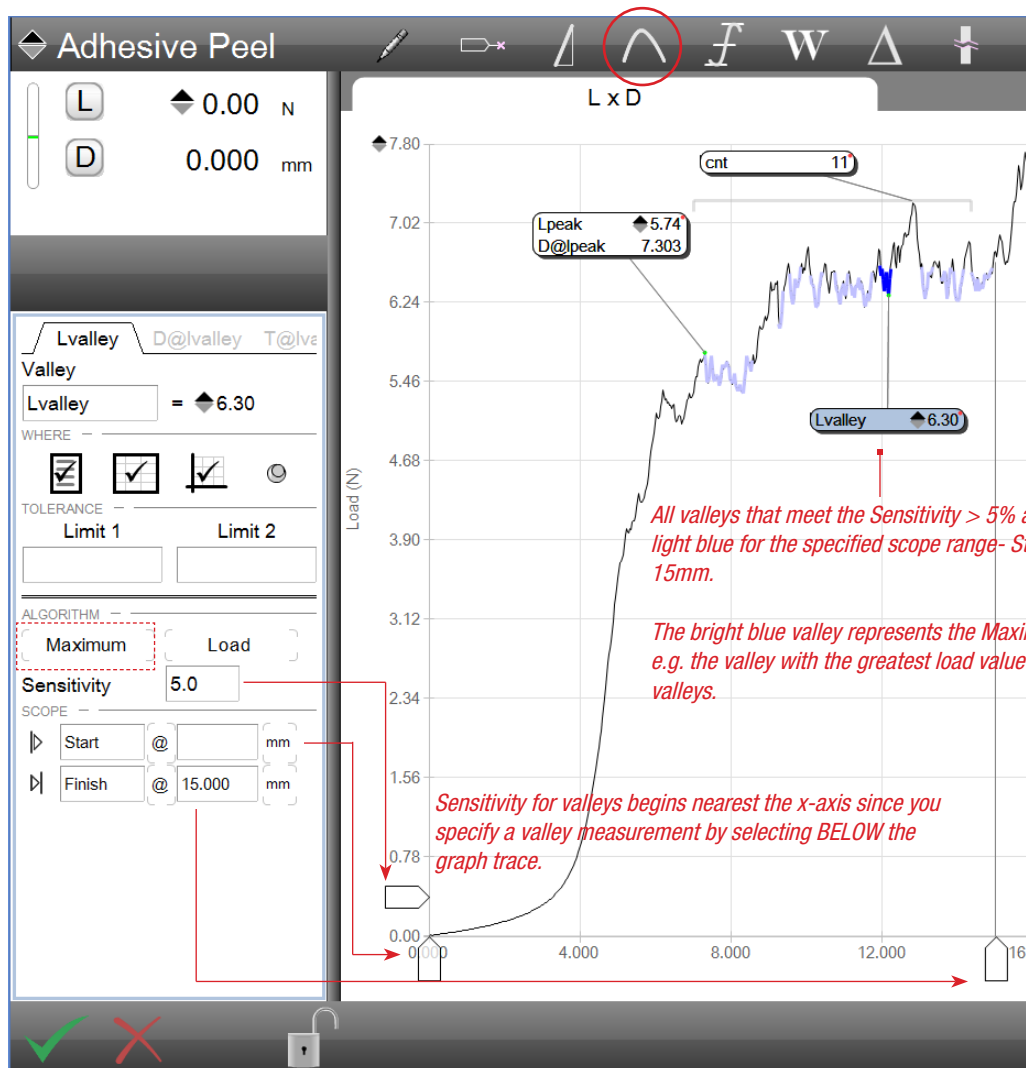 Adhesive Peel
W
L 0.00 N
D 0.000 mm
L x D
7.80
7.02
6.24
5.46
4.68
3.90
3.12
2.34
1.56
0.78
0.00
Load (N)
cnt 11*
Lpeak 5.74*
D@lpeak 7.303
Lvalley 6.30*
Lvalley D@lvalley T@lva
Valley
Lvalley = 6.30
WHERE
TOLERANCE
Limit 1 Limit 2
ALGORITHM
Maximum Load
Sensitivity 5.0
SCOPE
Start @ mm
Finish @ 15.000 mm
All valleys that meet the Sensitivity > 5% a
light blue for the specified scope range- St
15mm.
The bright blue valley represents the Maxi
e.g. the valley with the greatest load value
valleys.
Sensitivity for valleys begins nearest the x-axis since you
specify a valley measurement by selecting BELOW the
graph trace.
0.000 4.000 8.000 12.000 16